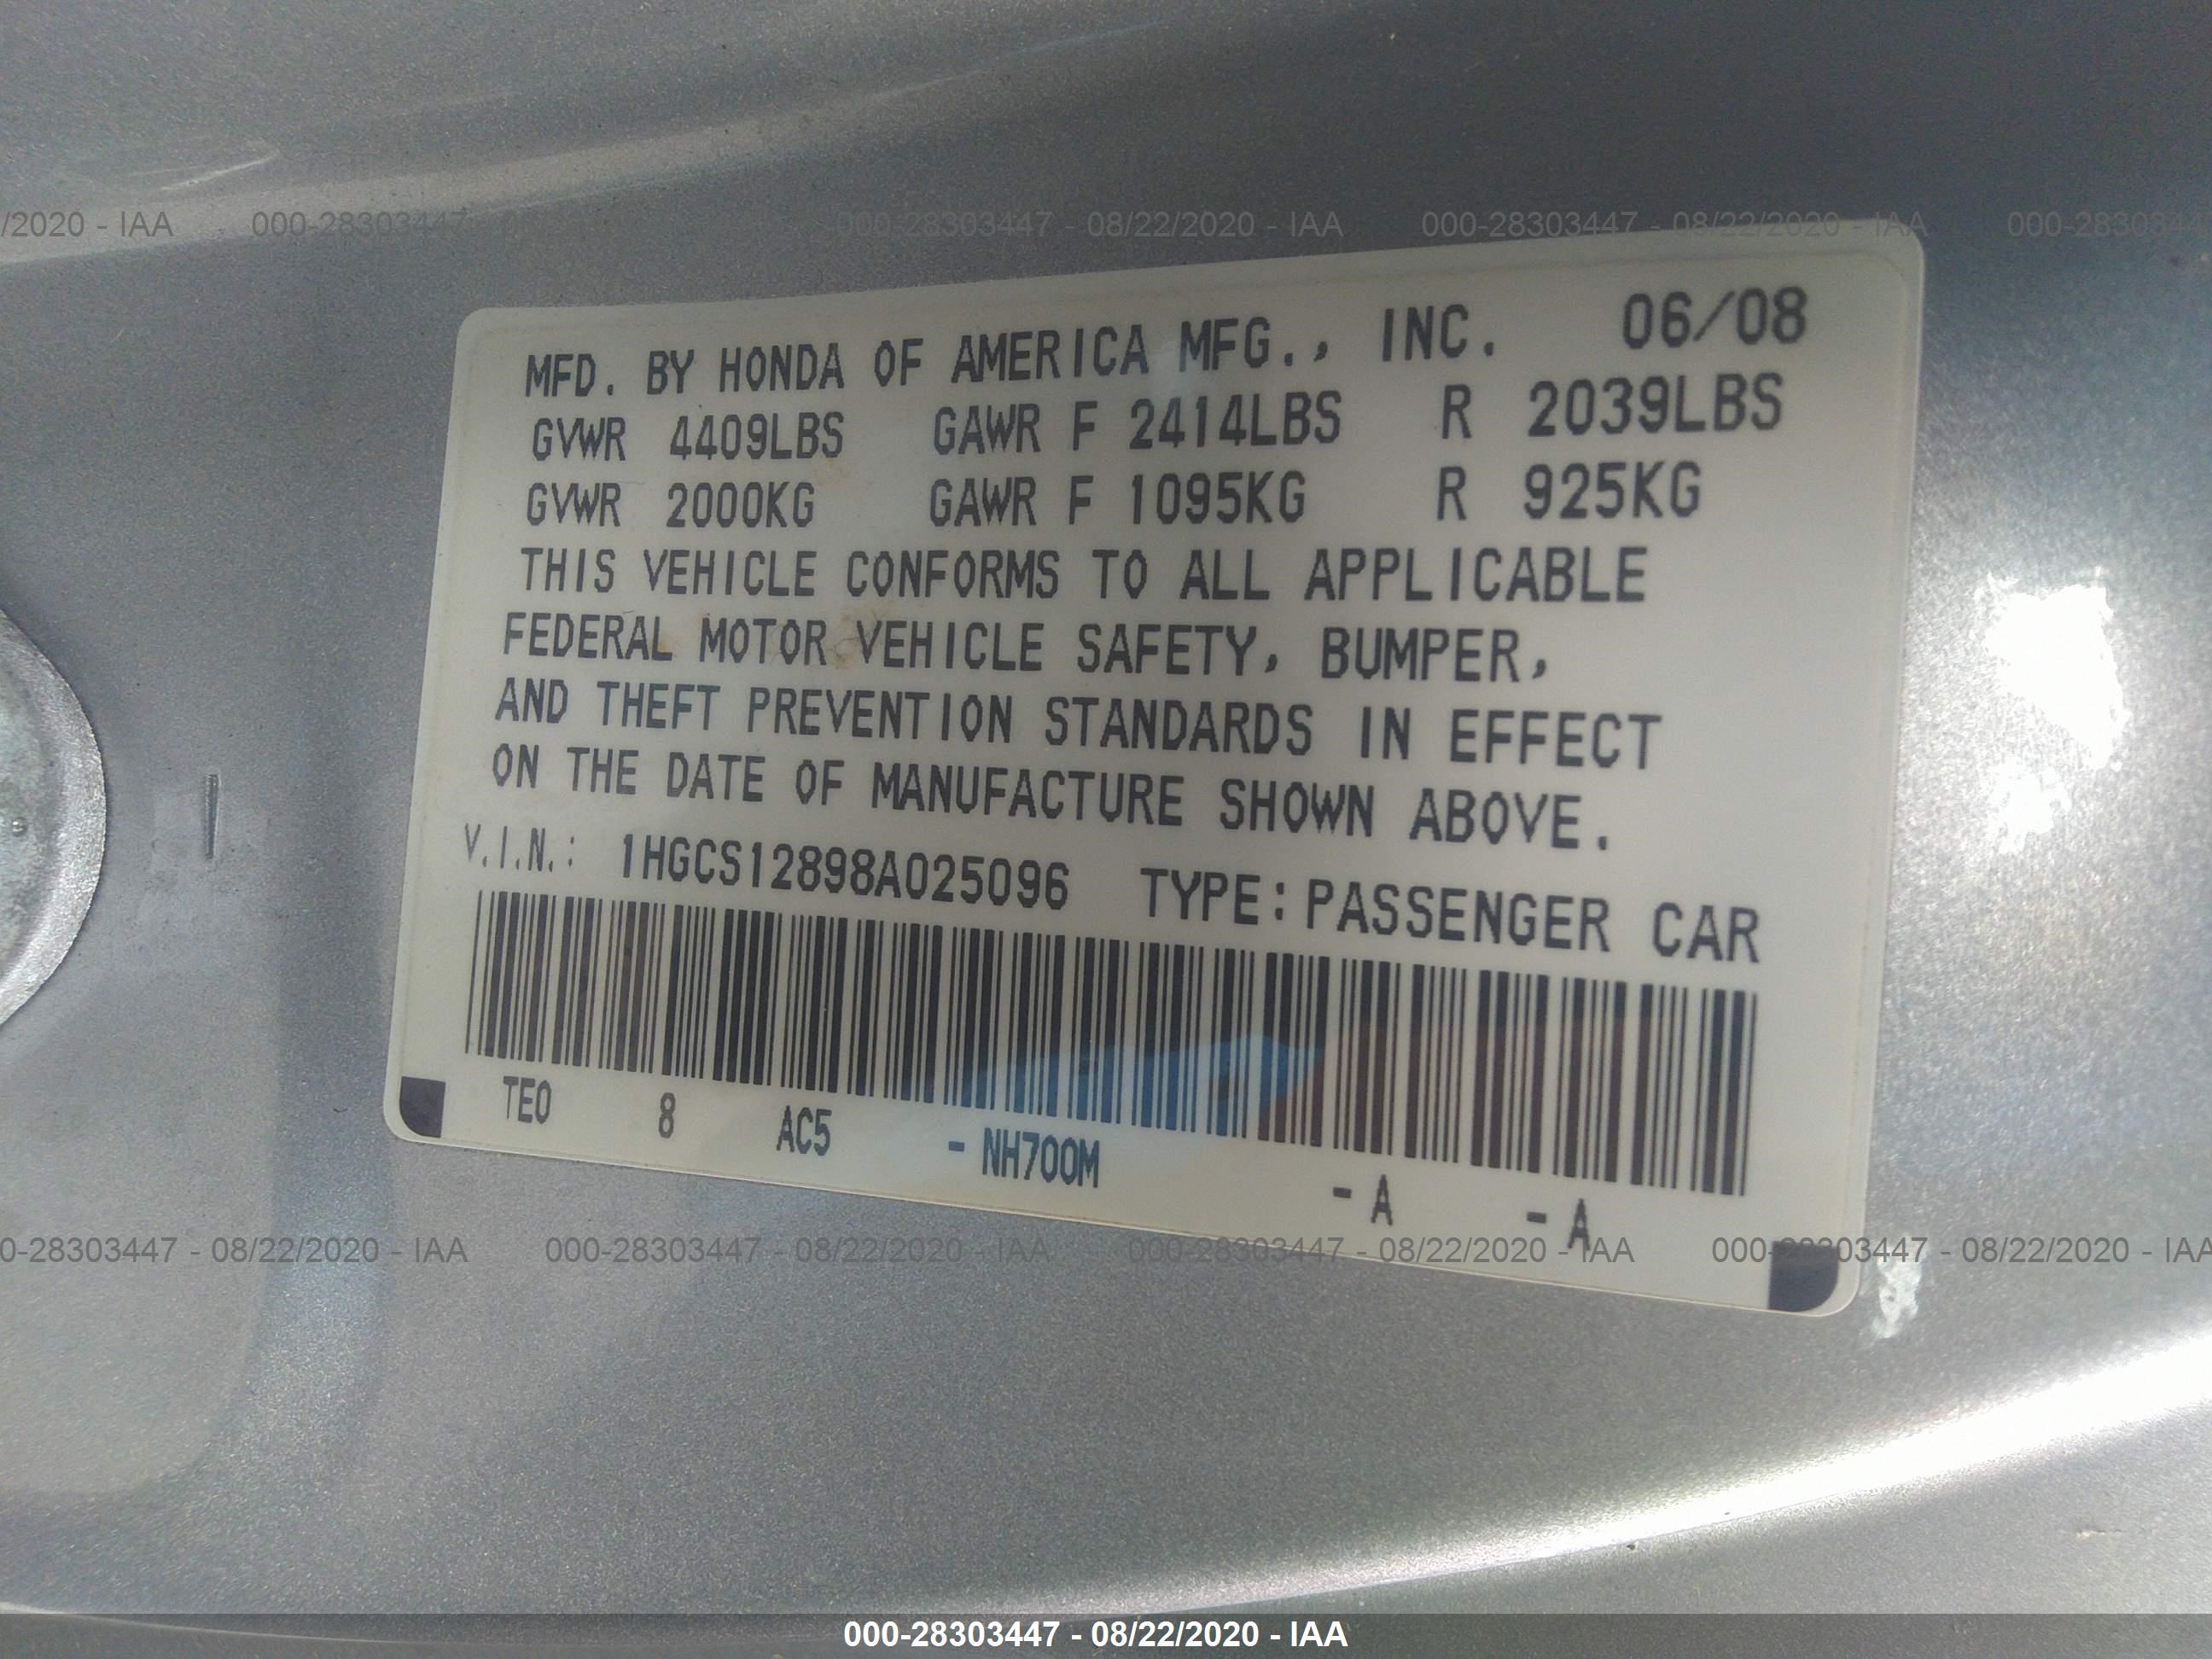 /2020 - IAA 000-28303447 000-28303447 - 08/22/2020 - IAA 000-28303447 - 08/22/2020 - IAA
MFD. BY HONDA OF AMERICA MFG., INC. 06/08
GVWR 4409LBS GAWR F 2414LBS R 2039LBS
GVWR 2000KG GAWR F 1095KG R 925KG
THIS VEHICLE CONFORMS TO ALL APPLICABLE
FEDERAL MOTOR VEHICLE SAFETY, BUMPER,
AND THEFT PREVENTION STANDARDS IN EFFECT
ON THE DATE OF MANUFACTURE SHOWN ABOVE.
V.I.N.: 1HGCS12898A025096 TYPE: PASSENGER CAR
TE0 8 AC5 - NH700M - A - A
0-28303447 - 08/22/2020 - IAA 000-28303447 - 08/22/2020 - IAA 000-28303447 - 08/22/2020 - IAA 000-28303447 - 08/22/2020 - IAA
000-28303447 - 08/22/2020 - IAA